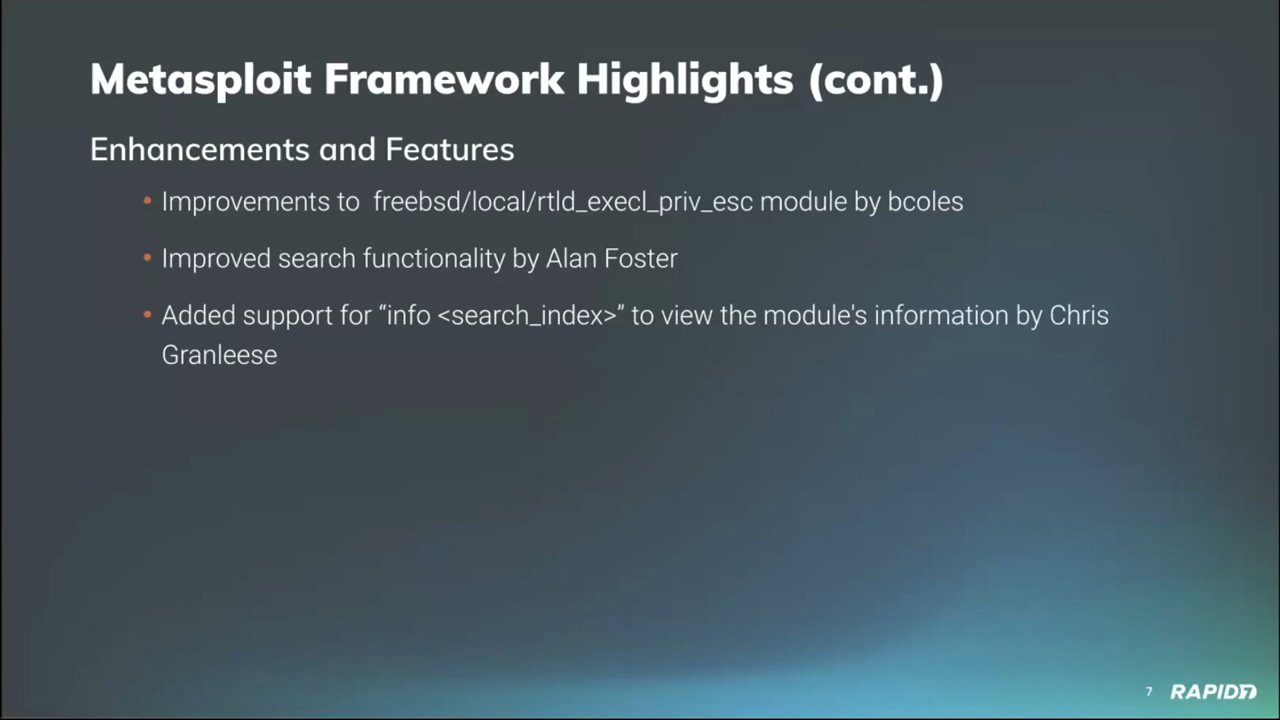 Metasploit Framework Highlights (cont.)
Enhancements and Features
• Improvements to  freebsd/local/rtld_execl_priv_esc module by bcoles
• Improved search functionality by Alan Foster
• Added support for “info <search_index>” to view the module's information by Chris
Granleese
7 RAPID7